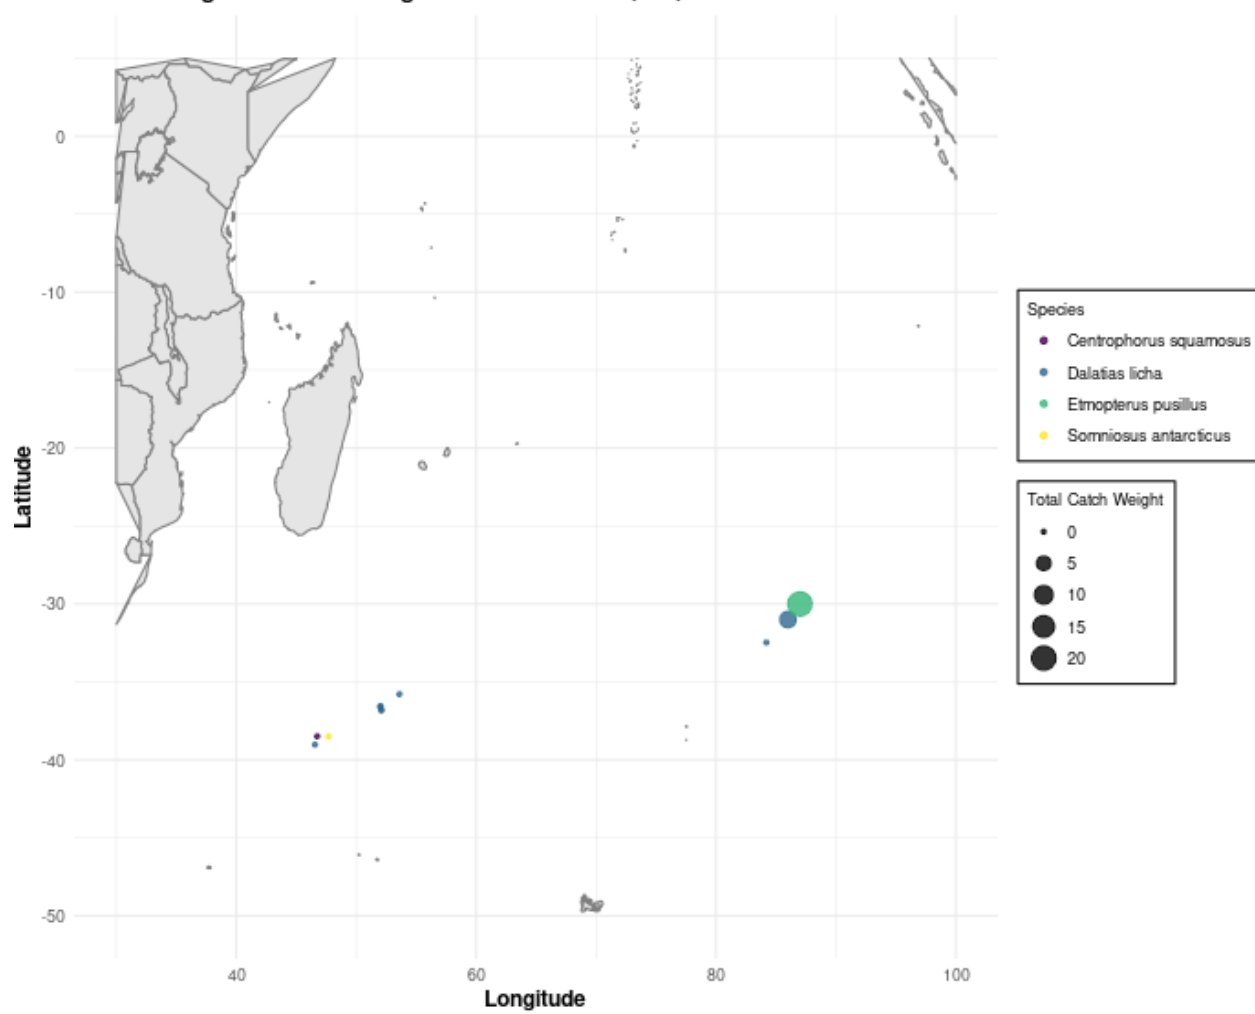 0
-10
-20
-30
-40
-50
Latitude
40
60
80
100
Longitude
Species
Centrophorus squamosus
Dalatias licha
Etmopterus pusillus
Somniosus antarcticus
Total Catch Weight
0
5
10
15
20